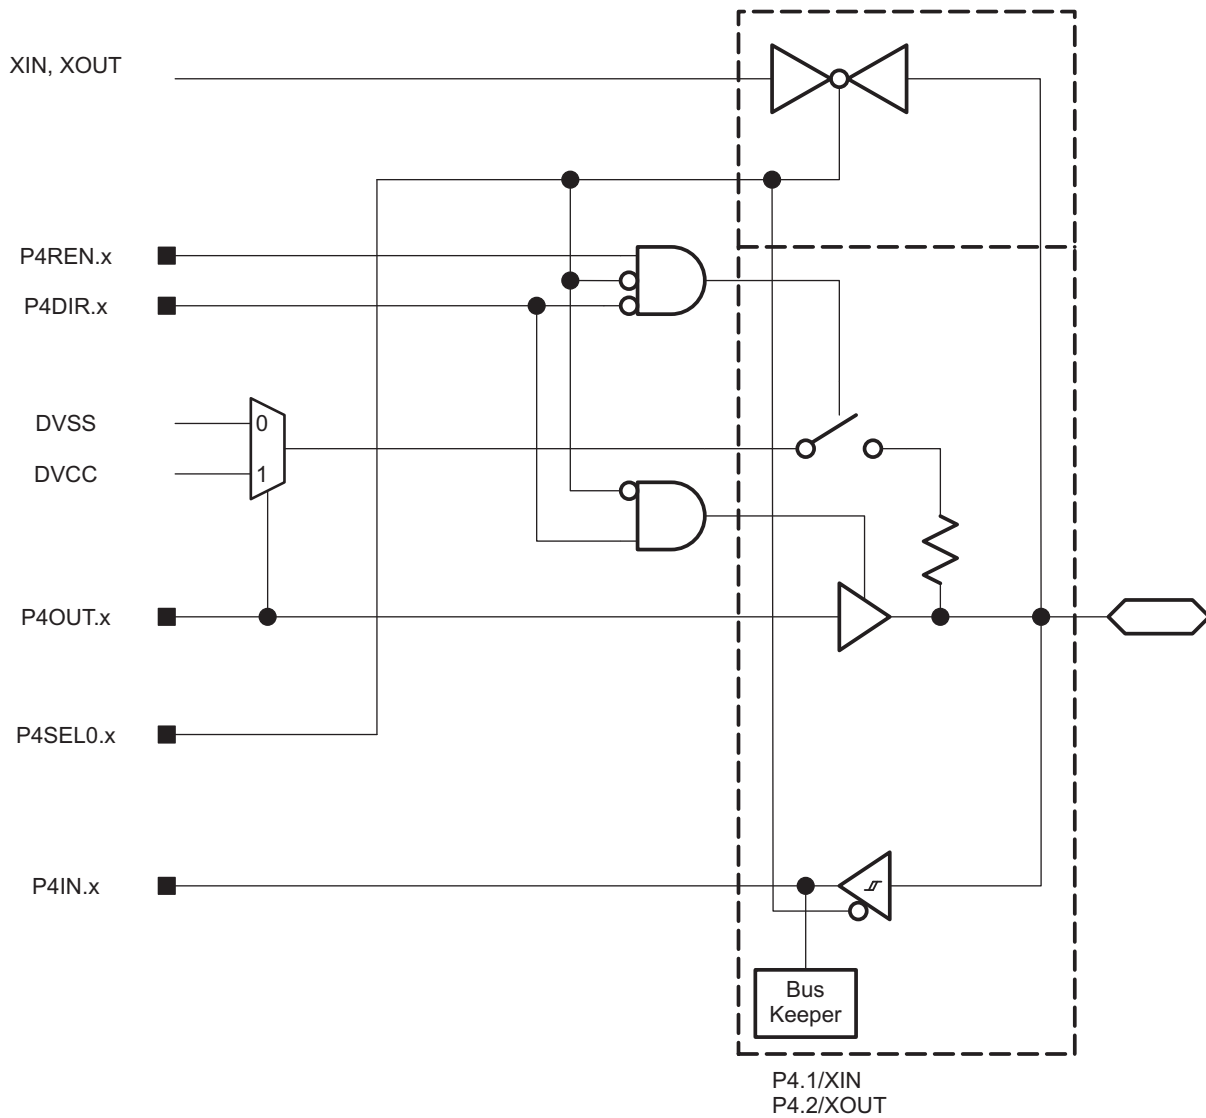 XIN, XOUT
P4REN.x
P4DIR.x
DVSS
0
DVCC
1
P4OUT.x
P4SEL0.x
P4IN.x
Bus
Keeper
P4.1/XIN
P4.2/XOUT